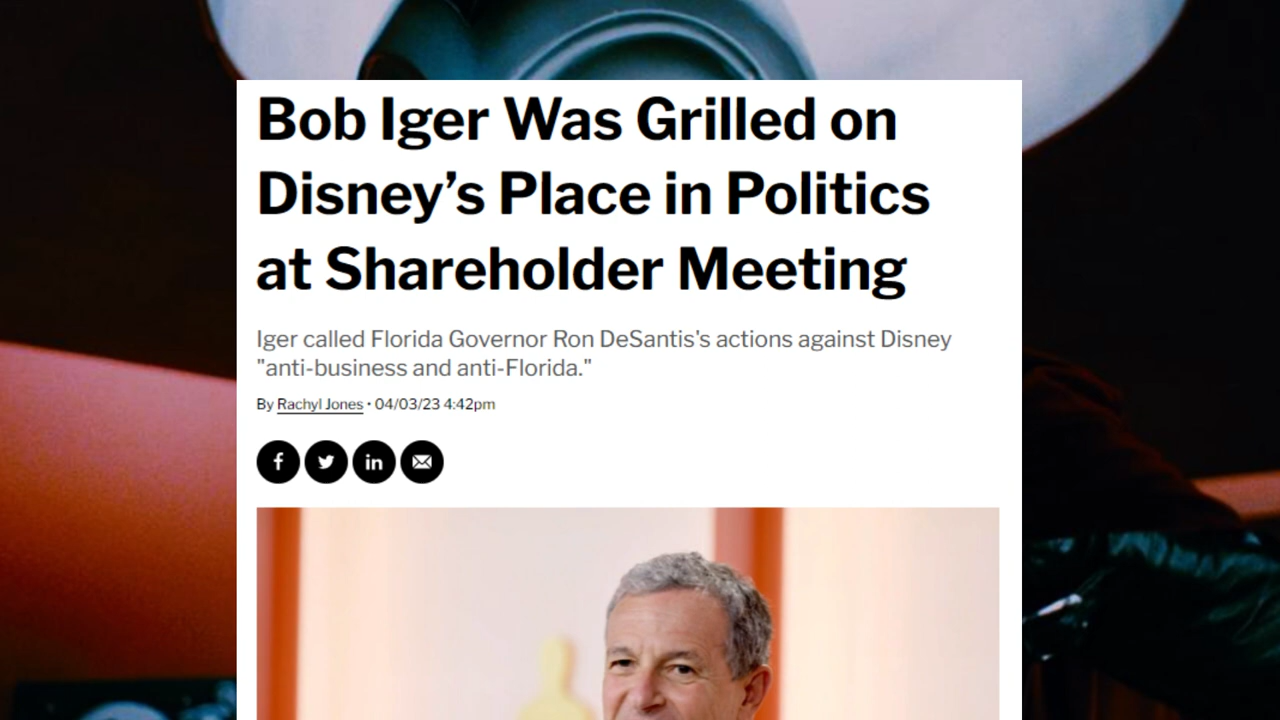 Bob Iger Was Grilled on
Disney’s Place in Politics
at Shareholder Meeting
Iger called Florida Governor Ron DeSantis's actions against Disney
"anti-business and anti-Florida."
By Rachyl Jones • 04/03/23 4:42pm
f in